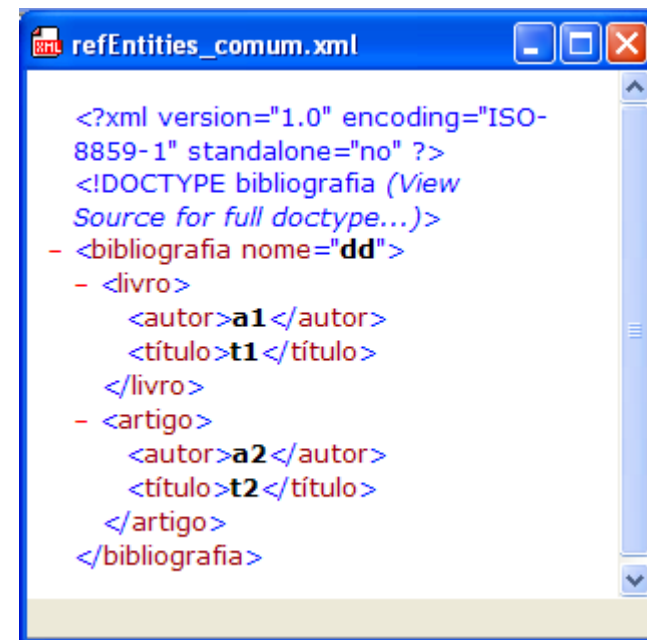 refEntities_comum.xml
<?xml version="1.0" encoding="ISO-
8859-1" standalone="no" ?>
<!DOCTYPE bibliografia (View
Source for full doctype...)>
– <bibliografia nome="dd">
– <livro>
<autor>a1</autor>
<título>t1</título>
</livro>
– <artigo>
<autor>a2</autor>
<título>t2</título>
</artigo>
</bibliografia>